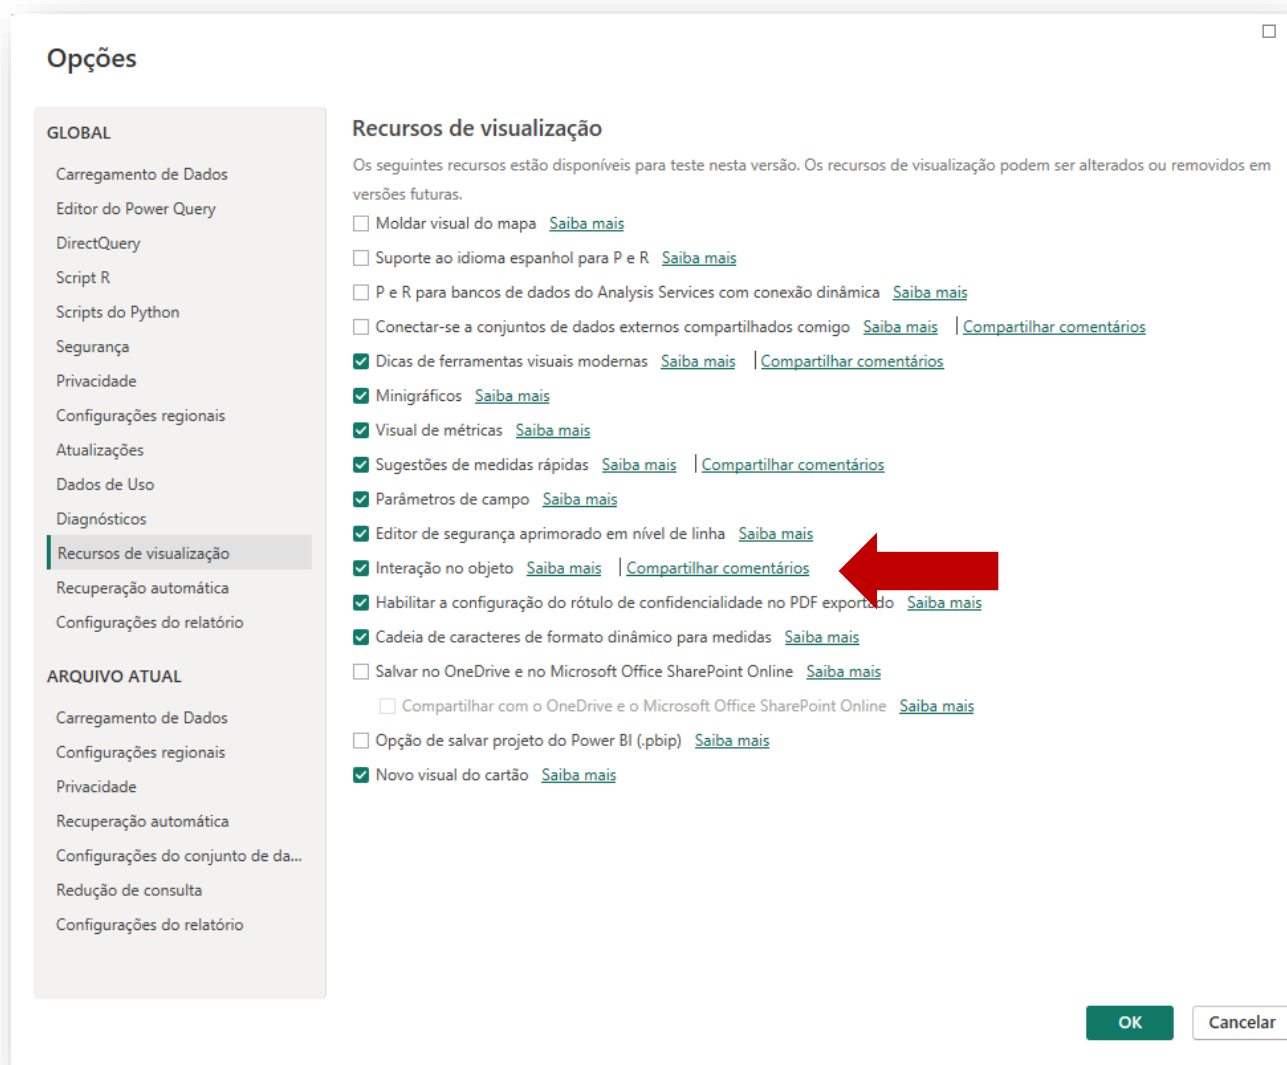 Opções
GLOBAL
Carregamento de Dados
Editor do Power Query
DirectQuery
Script R
Scripts do Python
Segurança
Privacidade
Configurações regionais
Atualizações
Dados de Uso
Diagnósticos
Recursos de visualização
Recuperação automática
Configurações do relatório
ARQUIVO ATUAL
Carregamento de Dados
Configurações regionais
Privacidade
Recuperação automática
Configurações do conjunto de da...
Redução de consulta
Configurações do relatório
Recursos de visualização
Os seguintes recursos estão disponíveis para teste nesta versão. Os recursos de visualização podem ser alterados ou removidos em
versões futuras.
Moldar visual do mapa Saiba mais
Suporte ao idioma espanhol para P e R Saiba mais
P e R para bancos de dados do Analysis Services com conexão dinâmica Saiba mais
Conectar-se a conjuntos de dados externos compartilhados comigo Saiba mais | Compartilhar comentários
Dicas de ferramentas visuais modernas Saiba mais | Compartilhar comentários
Minigráficos Saiba mais
Visual de métricas Saiba mais
Sugestões de medidas rápidas Saiba mais | Compartilhar comentários
Parâmetros de campo Saiba mais
Editor de segurança aprimorado em nível de linha Saiba mais
Interação no objeto Saiba mais | Compartilhar comentários
Habilitar a configuração do rótulo de confidencialidade no PDF exportado Saiba mais
Cadeia de caracteres de formato dinâmico para medidas Saiba mais
Salvar no OneDrive e no Microsoft Office SharePoint Online Saiba mais
Compartilhar com o OneDrive e o Microsoft Office SharePoint Online Saiba mais
Opção de salvar projeto do Power BI (.pbip) Saiba mais
Novo visual do cartão Saiba mais
OK
Cancelar